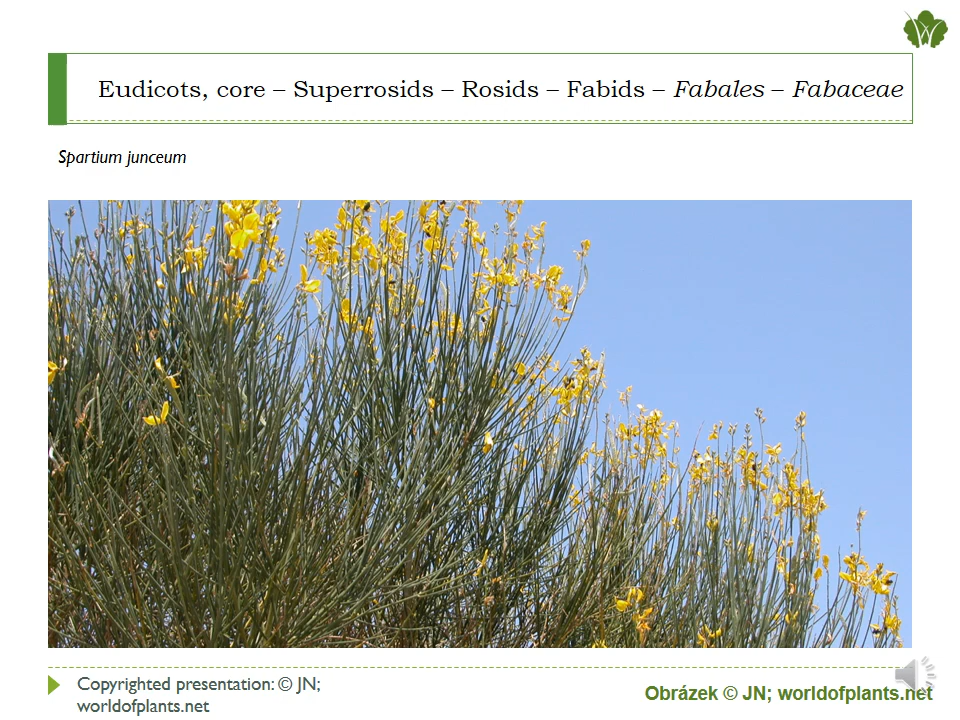 Eudicots, core – Superrosids – Rosids – Fabids – Fabales – Fabaceae
Spartium junceum
Copyrighted presentation: © JN;
worldofplants.net
Obrázek © JN; worldofplants.net